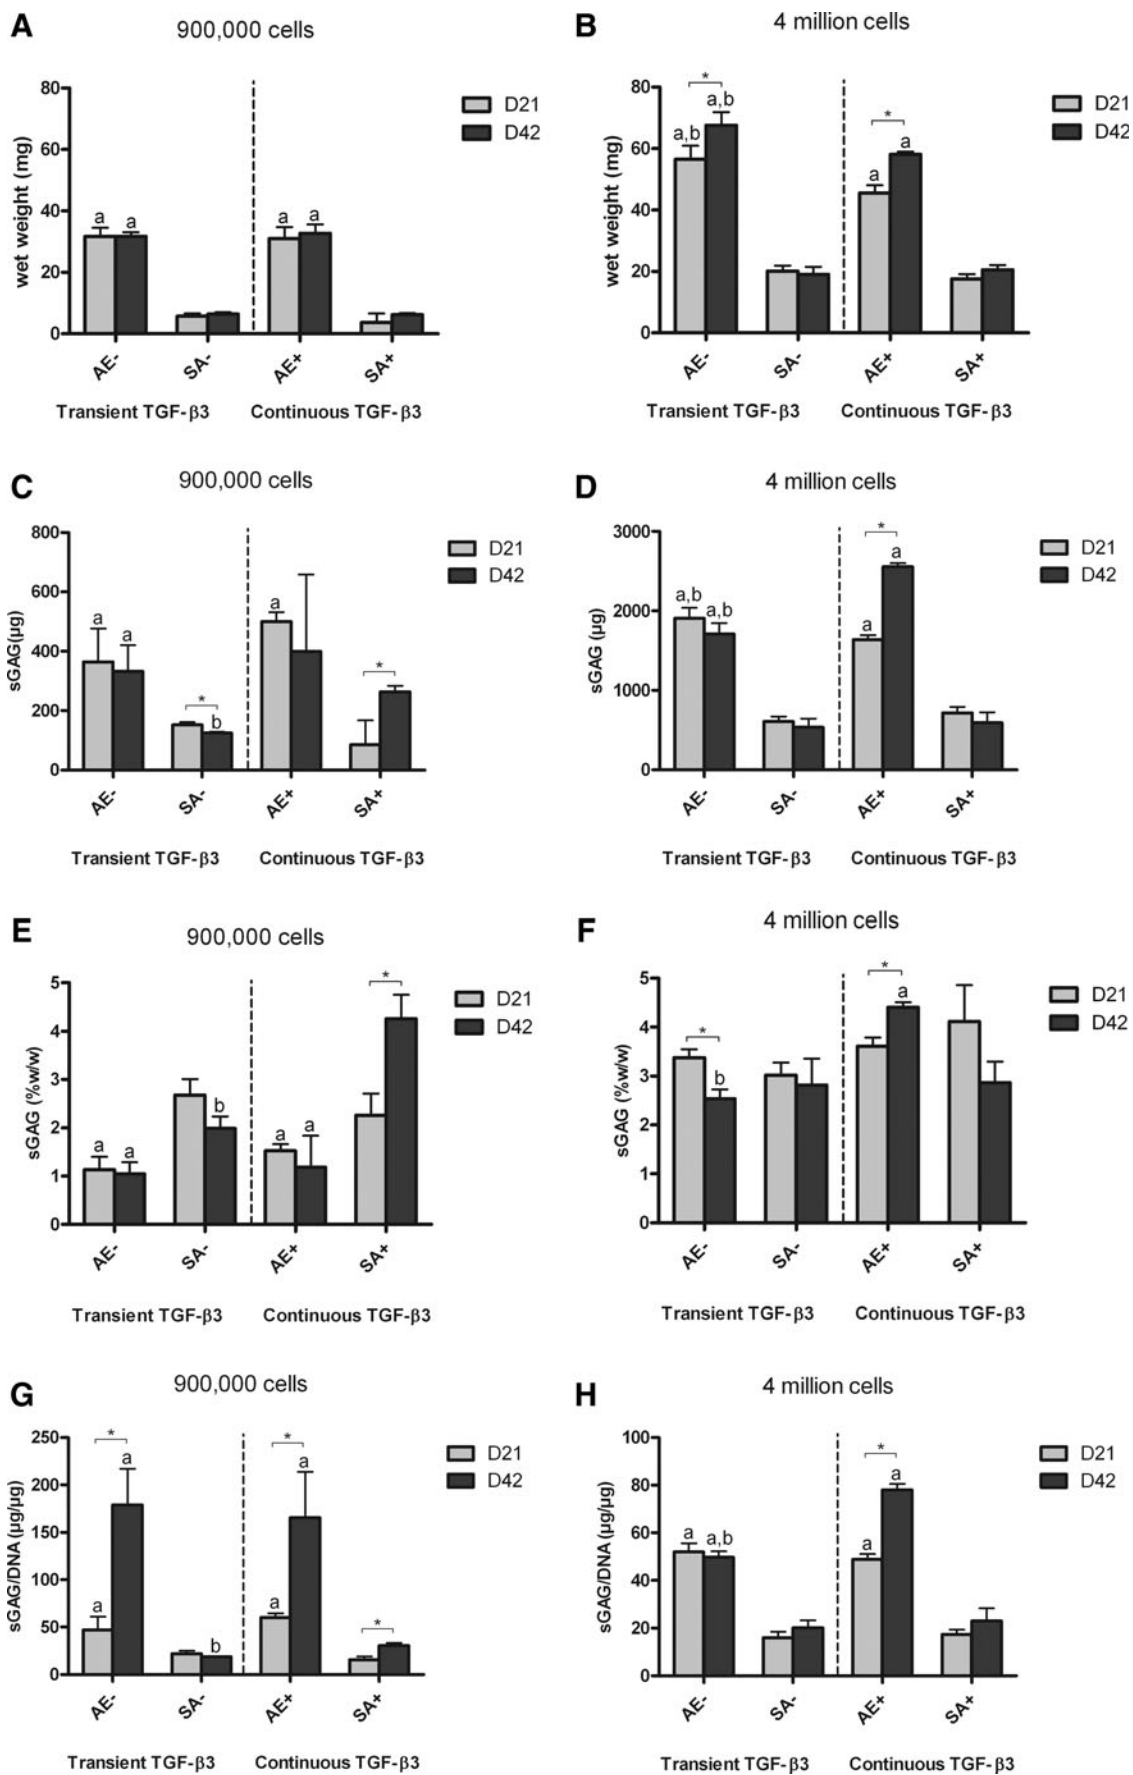 A
900,000 cells
80
60
40
20
0
wet weight (mg)
a a
a a
D21
D42
AE-
SA-
AE+
SA+
Transient TGF-β3
Continuous TGF-β3
B
4 million cells
80
60
40
20
0
wet weight (mg)
*
a,b a,b
*
a a
D21
D42
AE-
SA-
AE+
SA+
Transient TGF-β3
Continuous TGF-β3
C
900,000 cells
800
600
400
200
0
sGAG(µg)
a a
*
b
a
*
D21
D42
AE-
SA-
AE+
SA+
Transient TGF-β3
Continuous TGF-β3
D
4 million cells
3000
2000
1000
0
sGAG (µg)
a,b a,b
*
a a
D21
D42
AE-
SA-
AE+
SA+
Transient TGF-β3
Continuous TGF-β3
E
900,000 cells
5
4
3
2
1
0
sGAG (%w/w)
a a
b
a a
*
D21
D42
AE-
SA-
AE+
SA+
Transient TGF-β3
Continuous TGF-β3
F
4 million cells
5
4
3
2
1
0
sGAG (%w/w)
*
b
*
a
D21
D42
AE-
SA-
AE+
SA+
Transient TGF-β3
Continuous TGF-β3
G
900,000 cells
250
200
150
100
50
0
sGAG/DNA (µg/µg)
*
a a
b
*
a a
*
D21
D42
AE-
SA-
AE+
SA+
Transient TGF-β3
Continuous TGF-β3
H
4 million cells
100
80
60
40
20
0
sGAG/DNA (µg/µg)
a a,b
*
a a
D21
D42
AE-
SA-
AE+
SA+
Transient TGF-β3
Continuous TGF-β3